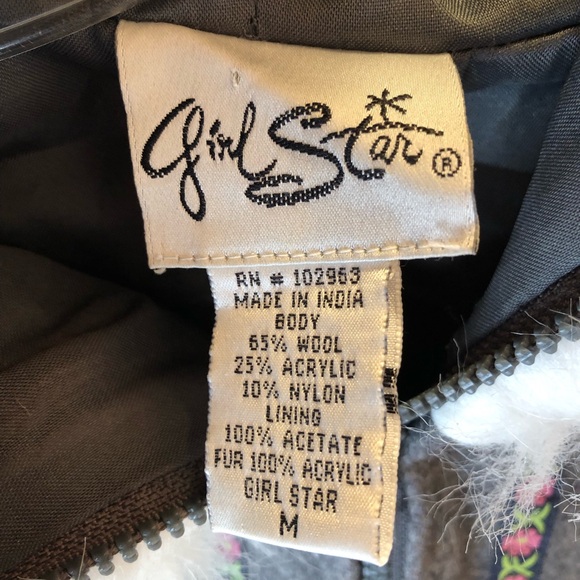 Girl Star ®
RN # 102963
MADE IN INDIA
BODY
65% WOOL
25% ACRYLIC
10% NYLON
LINING
100% ACETATE
FUR 100% ACRYLIC
GIRL STAR
M